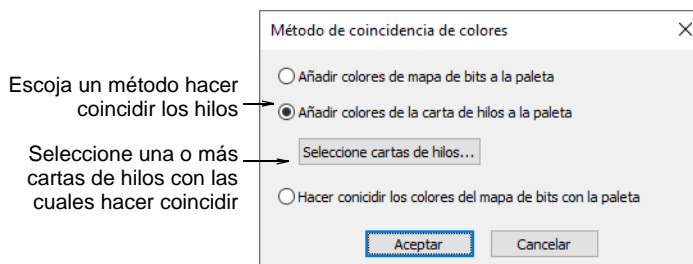 Método de coincidencia de colores
Escoja un método hacer
coincidir los hilos
Añadir colores de mapa de bits a la paleta
Añadir colores de la carta de hilos a la paleta
Seleccione una o más
cartas de hilos con las
cuales hacer coincidir
Seleccione cartas de hilos...
Hacer conicidir los colores del mapa de bits con la paleta
Aceptar
Cancelar